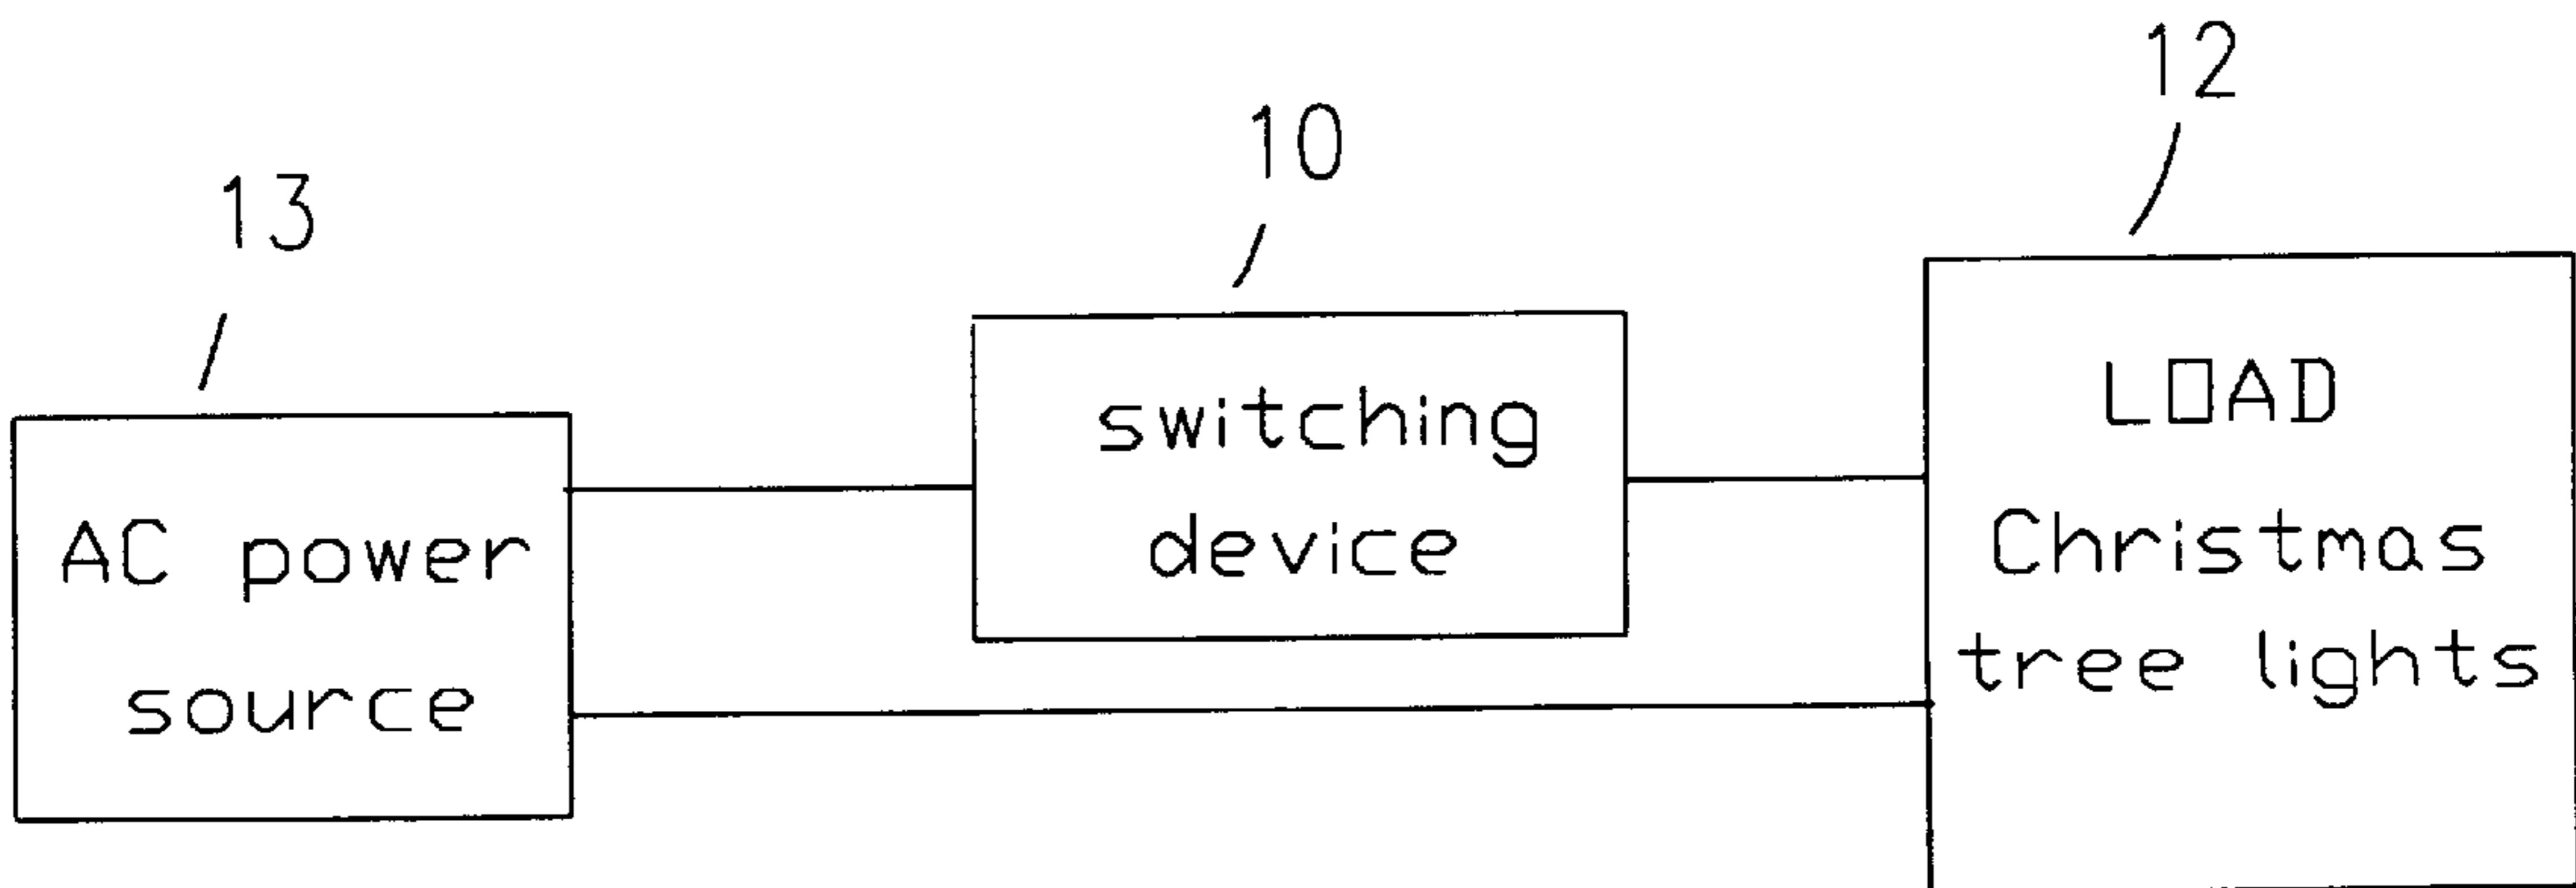 12
10
13
LOAD
Christmas
tree lights
switching
device
AC power
source